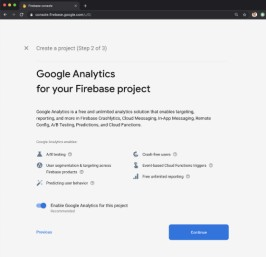 Firebase console
console.firebase.google.com
Create a project (Step 2 of 3)
Google Analytics
for your Firebase project
Google Analytics is a free and unlimited analytics solution that enables targeting,
reporting, and more in Firebase Crashlytics, Cloud Messaging, In-App Messaging, Remote
Config, A/B Testing, Predictions, and Cloud Functions.
Google Analytics enables:
A/B testing
Crash-free users
User segmentation & targeting across
Firebase products
Event-based Cloud Functions triggers
Predicting user behavior
Free unlimited reporting
Enable Google Analytics for this project
Recommended
Previous
Continue